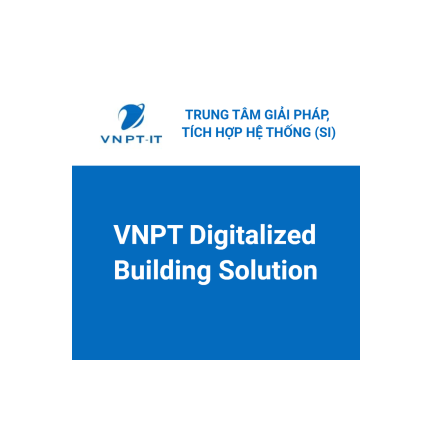 VNPT-IT
TRUNG TÂM GIẢI PHÁP,
TÍCH HỢP HỆ THỐNG (SI)
VNPT Digitalized
Building Solution